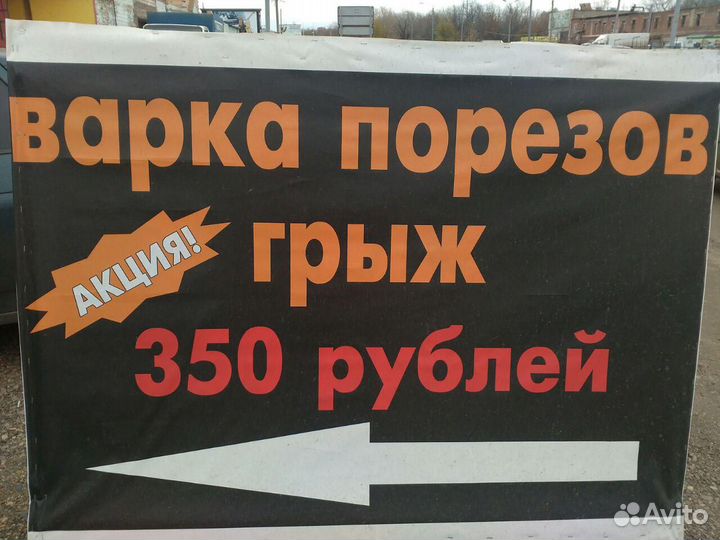 варка порезов
грыж
АКЦИЯ!
350 рублей
Avito